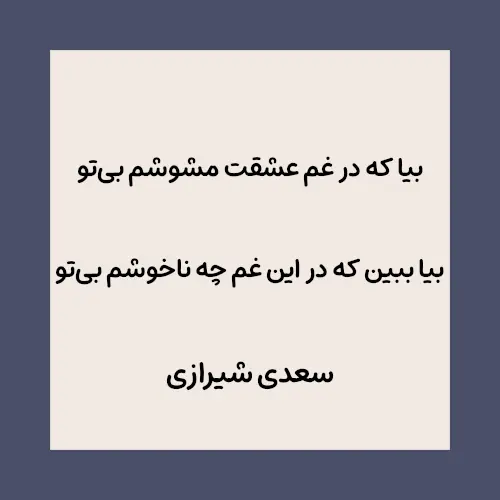 بیا که در غم عشقت مشوشم بی‌تو
بیا ببین که در این غم چه ناخوشم بی‌تو
سعدی شیرازی